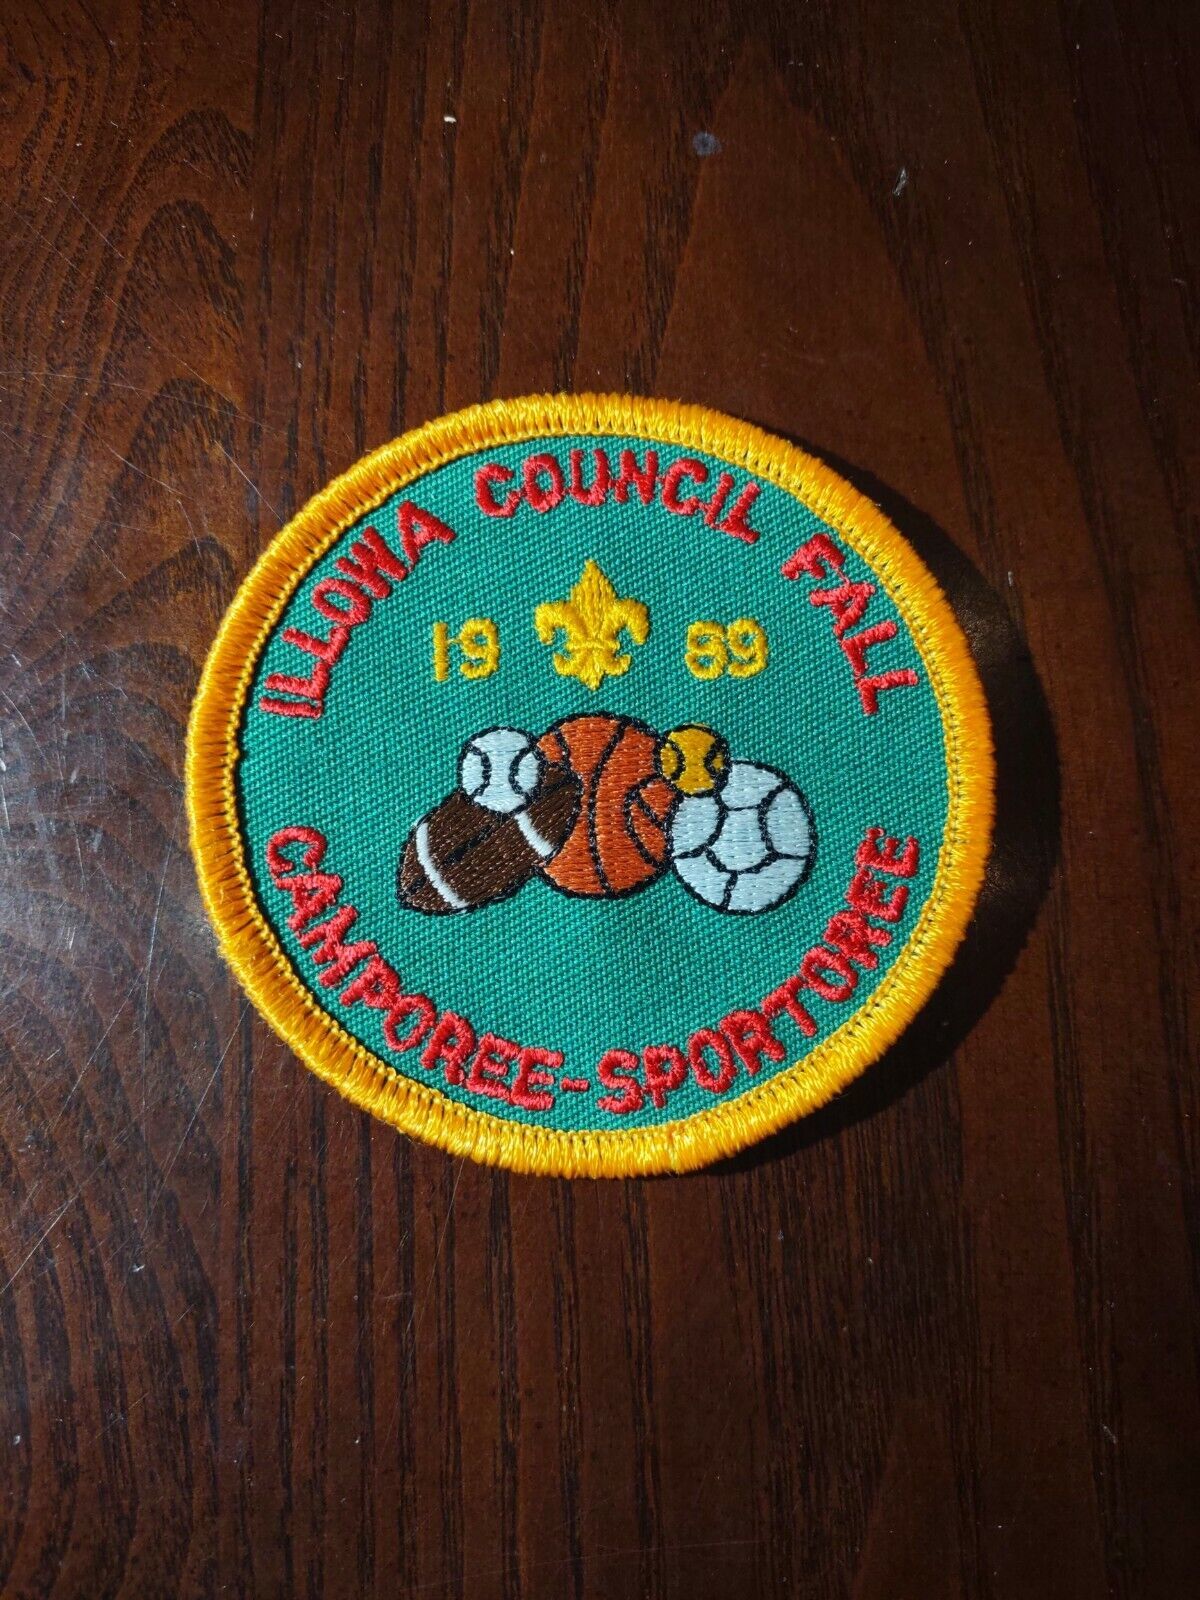 ILLOWA COUNCIL FALL
19 89
CAMPOREE-SPORTOREE